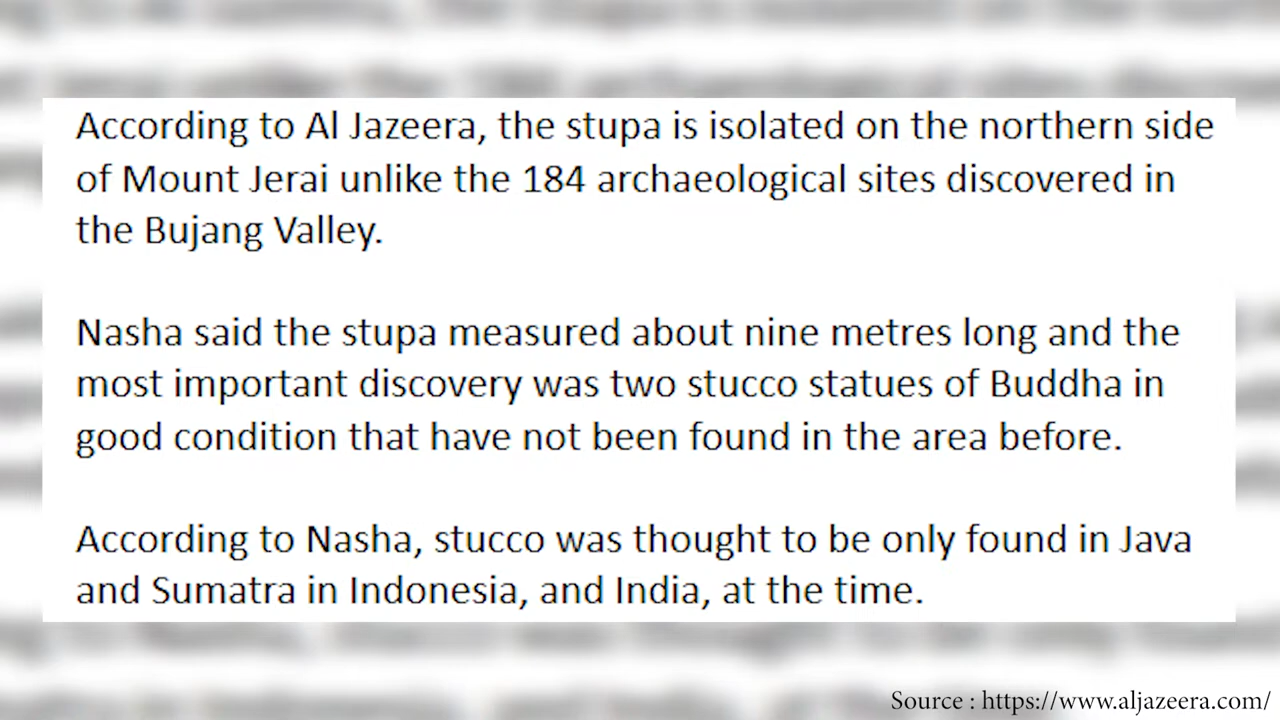 According to Al Jazeera, the stupa is isolated on the northern side
of Mount Jerai unlike the 184 archaeological sites discovered in
the Bujang Valley.
Nasha said the stupa measured about nine metres long and the
most important discovery was two stucco statues of Buddha in
good condition that have not been found in the area before.
According to Nasha, stucco was thought to be only found in Java
and Sumatra in Indonesia, and India, at the time.
Source : https://www.aljazeera.com/